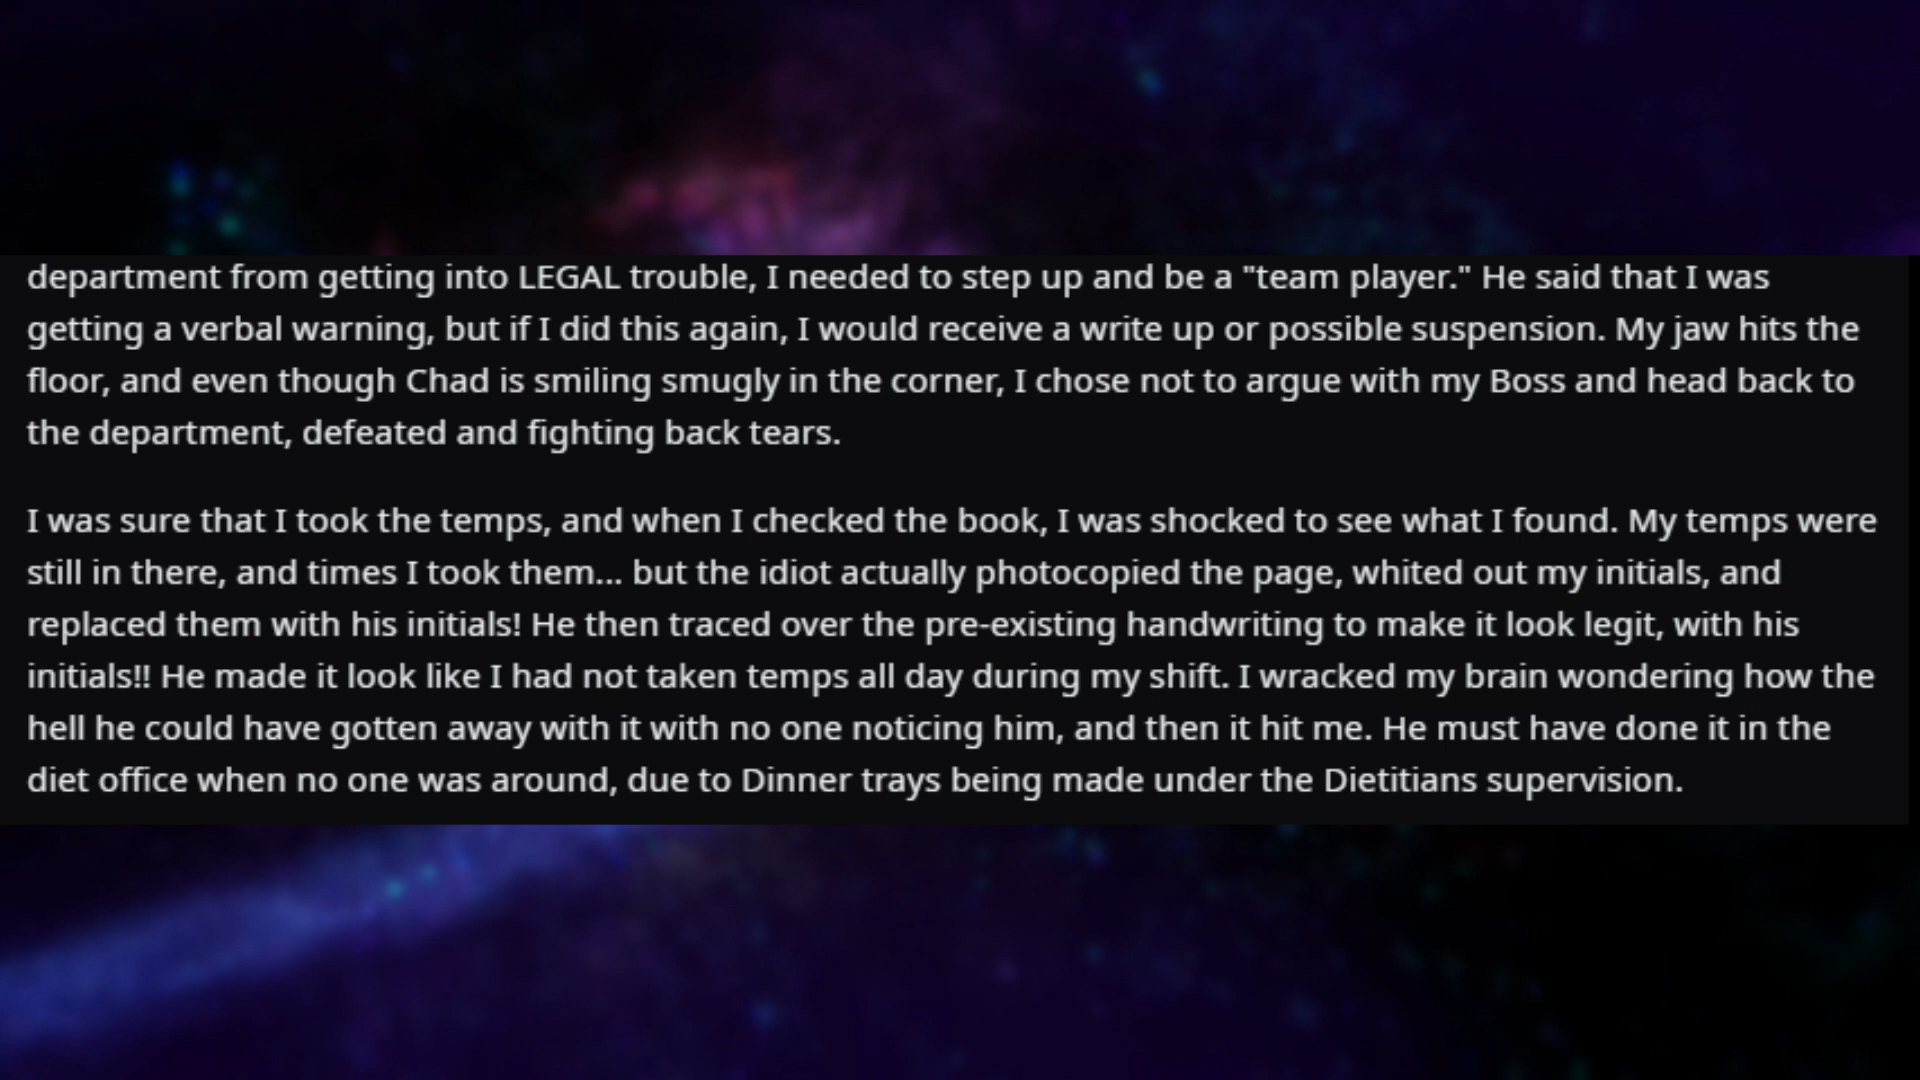 department from getting into LEGAL trouble, I needed to step up and be a "team player." He said that I was
getting a verbal warning, but if I did this again, I would receive a write up or possible suspension. My jaw hits the
floor, and even though Chad is smiling smugly in the corner, I chose not to argue with my Boss and head back to
the department, defeated and fighting back tears.
I was sure that I took the temps, and when I checked the book, I was shocked to see what I found. My temps were
still in there, and times I took them... but the idiot actually photocopied the page, whited out my initials, and
replaced them with his initials! He then traced over the pre-existing handwriting to make it look legit, with his
initials!! He made it look like I had not taken temps all day during my shift. I wracked my brain wondering how the
hell he could have gotten away with it with no one noticing him, and then it hit me. He must have done it in the
diet office when no one was around, due to Dinner trays being made under the Dietitians supervision.